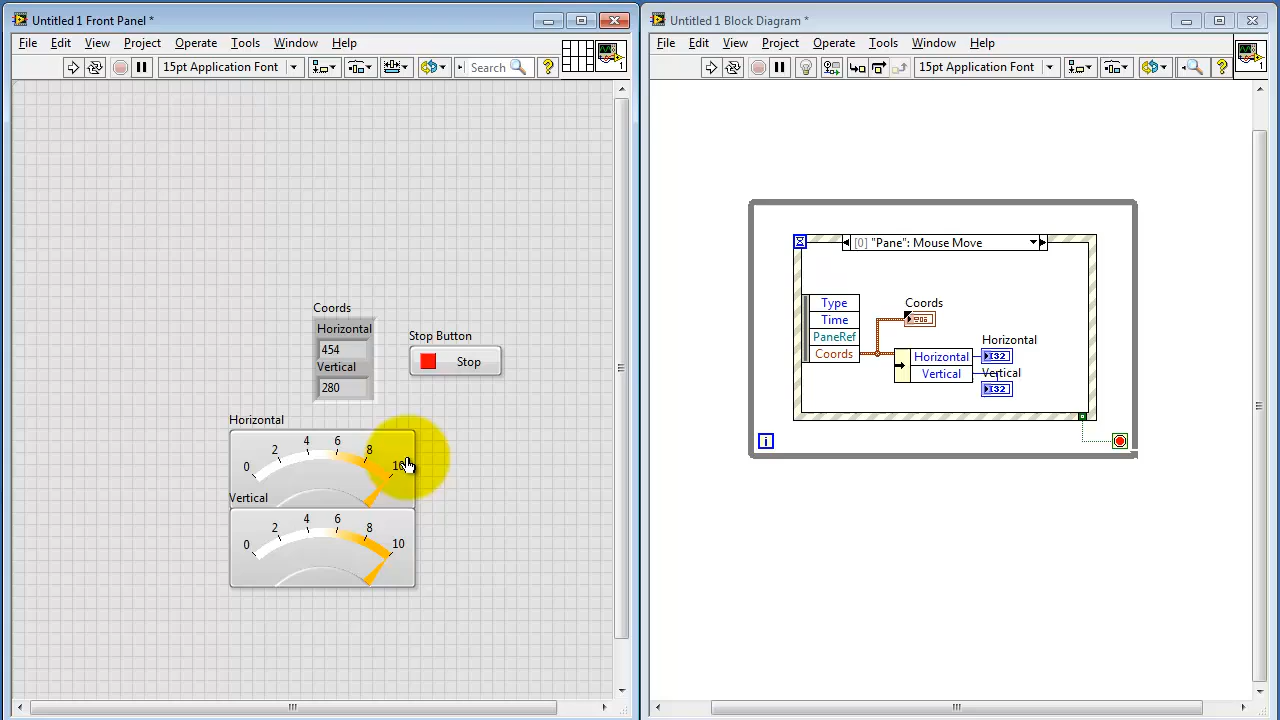 Untitled 1 Front Panel *
File Edit View Project Operate Tools Window Help
15pt Application Font
Search
?
1
Coords
Horizontal
454
Vertical
280
Stop Button
Stop
Horizontal
0 2 4 6 8 10
Vertical
0 2 4 6 8 10
Untitled 1 Block Diagram *
File Edit View Project Operate Tools Window Help
15pt Application Font
?
1
[0] "Pane": Mouse Move
Type
Time
PaneRef
Coords
Coords
Horizontal
Vertical
Horizontal
I32
Vertical
I32
i